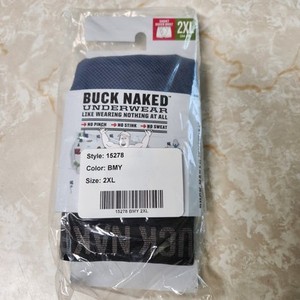 2XL
BUCK NAKED™
UNDERWEAR
LIKE WEARING NOTHING AT ALL
NO PINCH NO STINK NO SWEAT
Style: 15278
Color: BMY
Size: 2XL
15278 BMY 2XL
BUCK NAKE